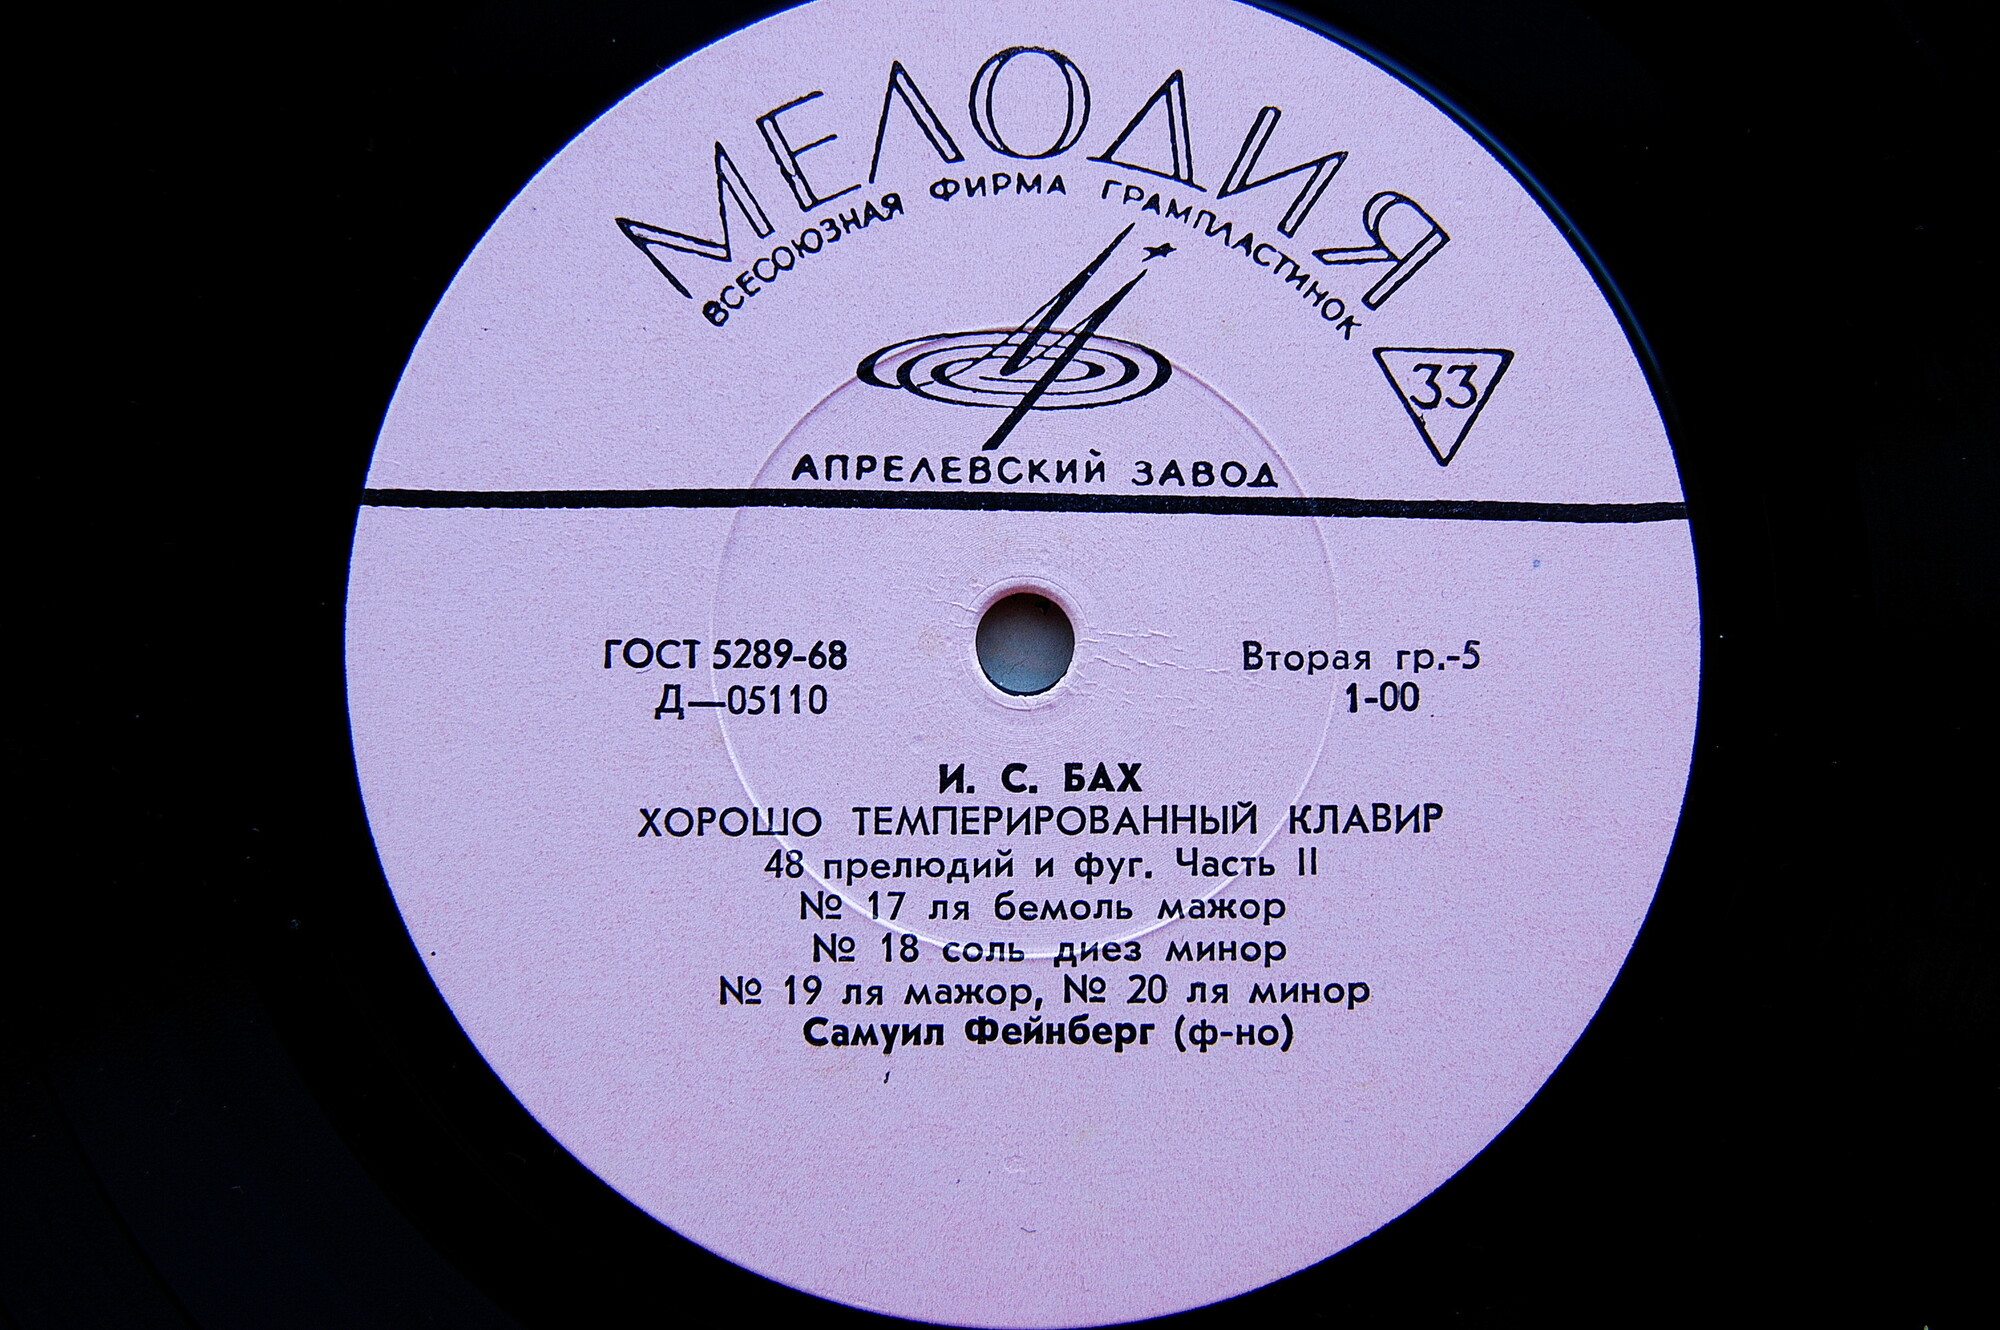 МЕЛОДИЯ
ВСЕСОЮЗНАЯ ФИРМА ГРАМПЛАСТИНОК
33
АПРЕЛЕВСКИЙ ЗАВОД
ГОСТ 5289-68
Д—05110
Вторая гр.-5
1-00
И. С. БАХ
ХОРОШО ТЕМПЕРИРОВАННЫЙ КЛАВИР
48 прелюдий и фуг. Часть II
№ 17 ля бемоль мажор
№ 18 соль диез минор
№ 19 ля мажор, № 20 ля минор
Самуил Фейнберг (ф-но)